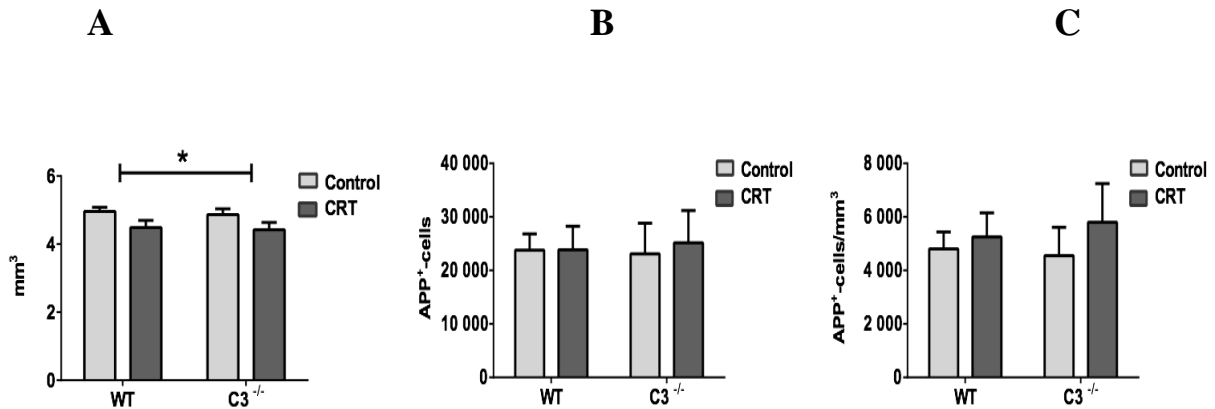 A
B
C
*
6
4
2
0
mm³
WT
C3 -/-
Control
CRT
40 000
30 000
20 000
10 000
0
APP⁺-cells
WT
C3 -/-
Control
CRT
8 000
6 000
4 000
2 000
0
APP⁺-cells/mm³
WT
C3 -/-
Control
CRT